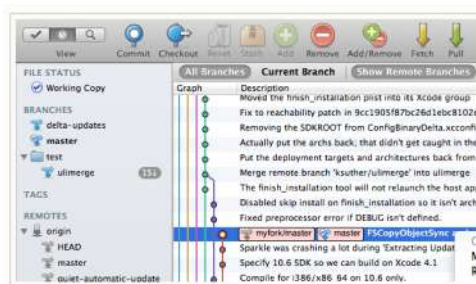 View
Commit
Checkout
Reset
Stash
Add
Remove
Add/Remove
Fetch
Pull
FILE STATUS
Working Copy
BRANCHES
delta-updates
master
test
ulimerge
TAGS
REMOTES
origin
HEAD
master
quiet-automatic-update
All Branches
Current Branch
Show Remote Branches
Graph
Description
Moved the finish_installation plist into its Xcode group
Fix to reachability patch in 9cc1905f87bc26d1ebc8102e
Removing the SDKROOT from ConfigBinaryDelta.xcconfi
Actually put the archs back; that didn't get caught in the
Put the deployment targets and architectures back from
Merge remote branch 'ksuther/ulimerge' into ulimerge
The finish_installation tool will not relaunch the host ap
Disabled skip install on finish_installation so it isn't arch
Fixed preprocessor error if DEBUG isn't defined.
myfork/master master FSCopyObjectSync
Sparkle was crashing a lot during 'Extracting Updat
Specify 10.6 SDK so we can build on Xcode 4.1
Compile for i386/x86_64 on 10.6 only.